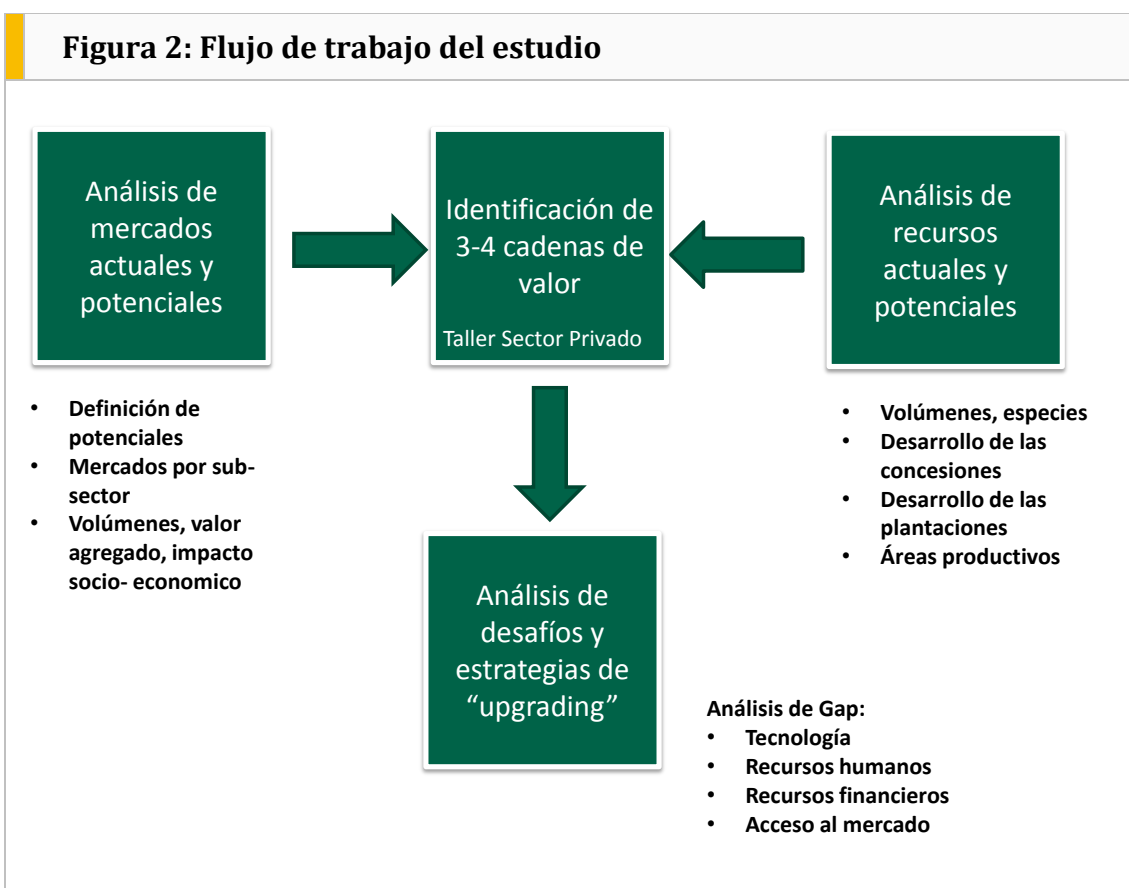 Figura 2: Flujo de trabajo del estudio
Análisis de
mercados
actuales y
potenciales
Identificación de
3-4 cadenas de
valor
Taller Sector Privado
Análisis de
recursos
actuales y
potenciales
• Definición de
potenciales
• Mercados por sub-
sector
• Volúmenes, valor
agregado, impacto
socio- economico
• Volúmenes, especies
• Desarrollo de las
concesiones
• Desarrollo de las
plantaciones
• Áreas productivos
Análisis de
desafíos y
estrategias de
“upgrading”
Análisis de Gap:
• Tecnología
• Recursos humanos
• Recursos financieros
• Acceso al mercado